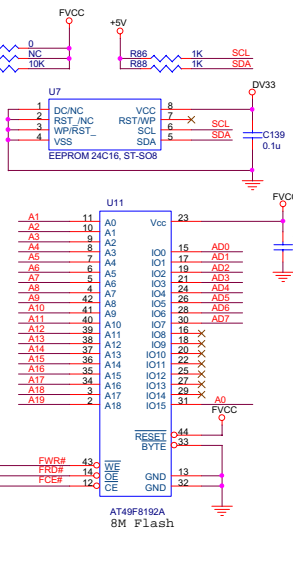 FVCC
+5V
0
NC
10K
R86 1K SCL
R88 1K SDA
U7
DV33
1 DC/NC VCC 8
2 RST_/NC RST/WP 7
3 WP/RST_ SCL 6 SCL
4 VSS SDA 5 SDA
C139
0.1u
EEPROM 24C16, ST-SO8
U11
FVCC
A1 11 A0 Vcc 23
A2 10 A1
A3 9 A2
A4 8 A3 IO0 15 AD0
A5 7 A4 IO1 17 AD1
A6 6 A5 IO2 19 AD2
A7 5 A6 IO3 21 AD3
A8 4 A7 IO4 24 AD4
A9 42 A8 IO5 26 AD5
A10 41 A9 IO6 28 AD6
A11 40 A10 IO7 30 AD7
A12 39 A11 IO8 16
A13 38 A12 IO9 18
A14 37 A13 IO10 20
A15 36 A14 IO11 22
A16 35 A15 IO12 25
A17 34 A16 IO13 27
A18 3 A17 IO14 29
A19 2 A18 IO15 31 A0
FVCC
RESET 44
BYTE 33
FWR# 43 WE
FRD# 14 OE GND 13
FCE# 12 CE GND 32
AT49F8192A
8M Flash